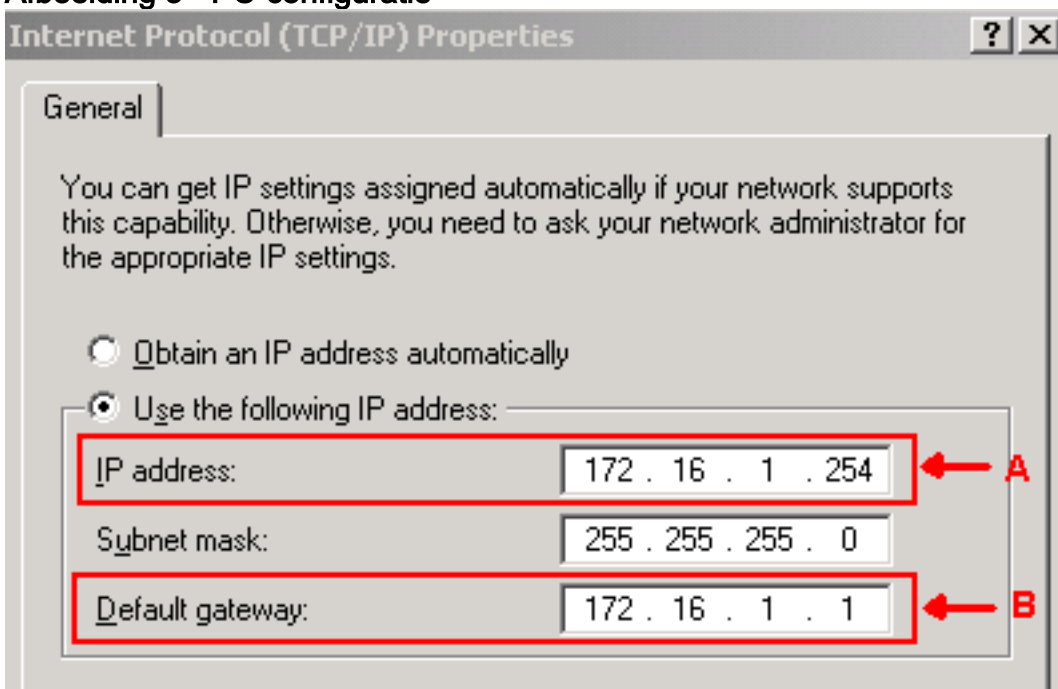 Internet Protocol (TCP/IP) Properties ? X
General
You can get IP settings assigned automatically if your network supports
this capability. Otherwise, you need to ask your network administrator for
the appropriate IP settings.
Obtain an IP address automatically
Use the following IP address:
IP address: 172 . 16 . 1 . 254 A
Subnet mask: 255 . 255 . 255 . 0
Default gateway: 172 . 16 . 1 . 1 B